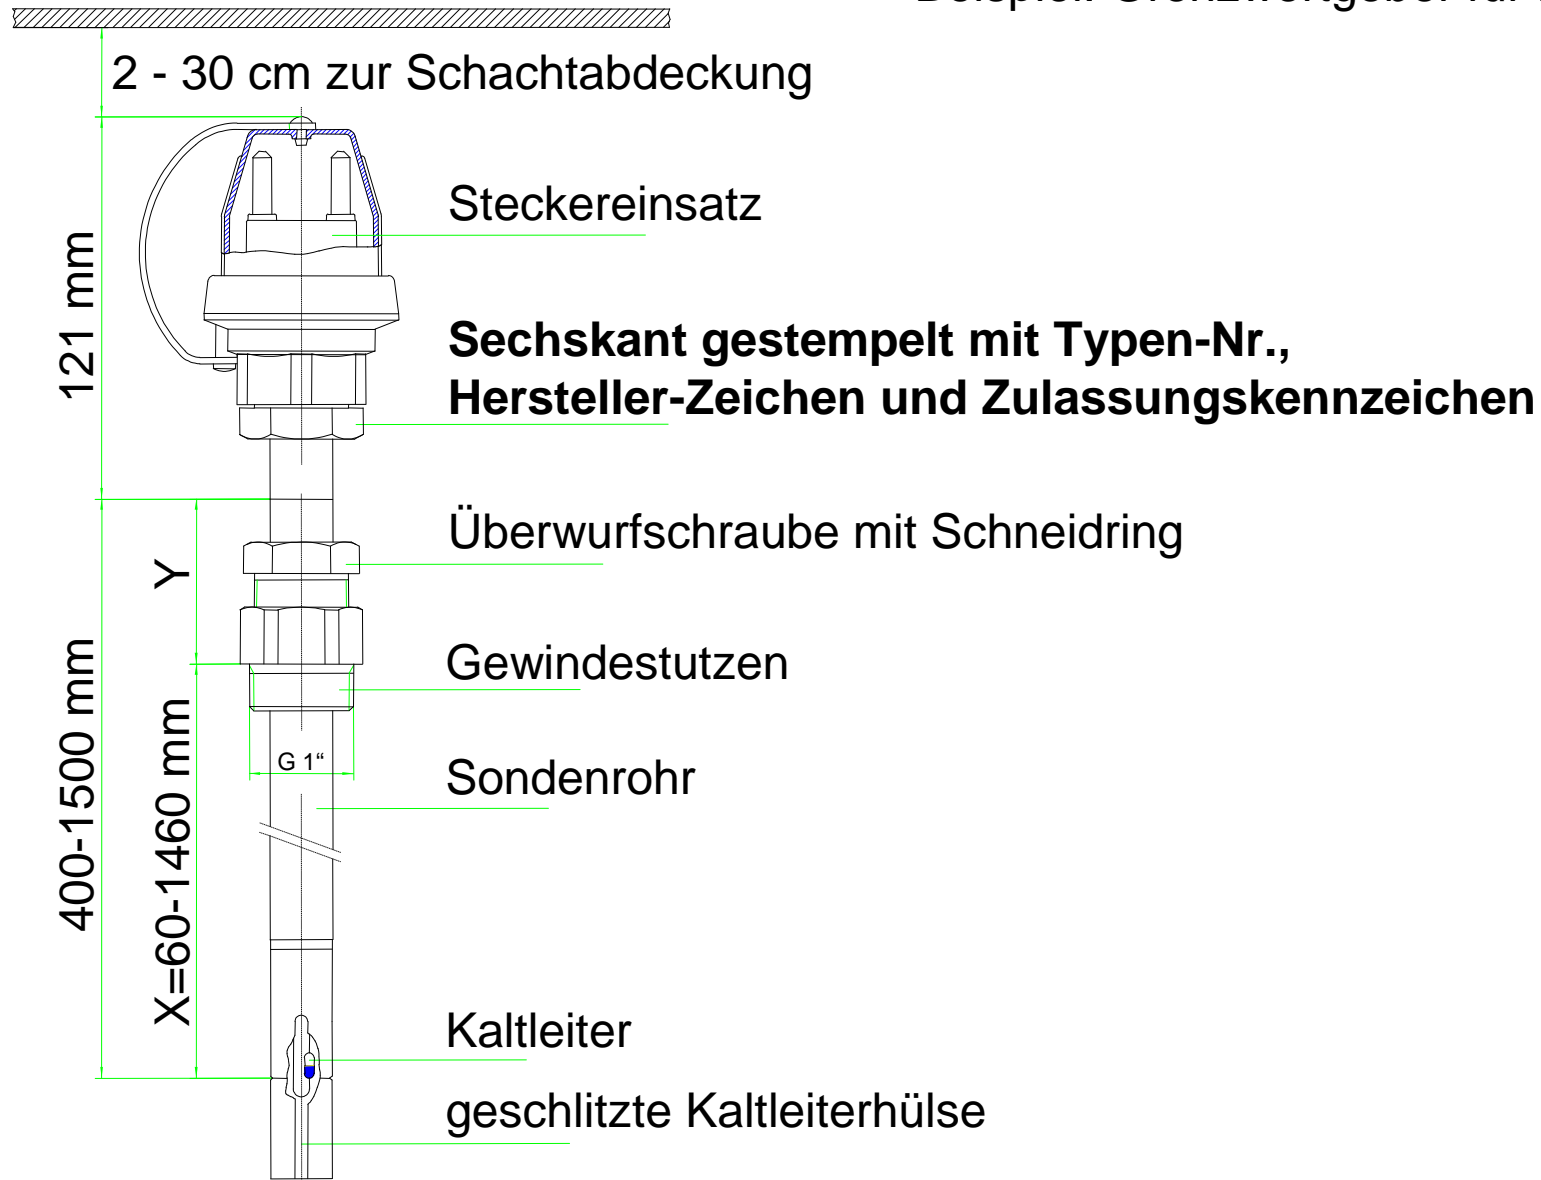 2 - 30 cm zur Schachtabdeckung
121 mm
Steckereinsatz
Sechskant gestempelt mit Typen-Nr.,
Hersteller-Zeichen und Zulassungskennzeichen
Überwurfschraube mit Schneidring
Y
Gewindestutzen
400-1500 mm
X=60-1460 mm
G 1“
Sondenrohr
Kaltleiter
geschlitzte Kaltleiterhülse